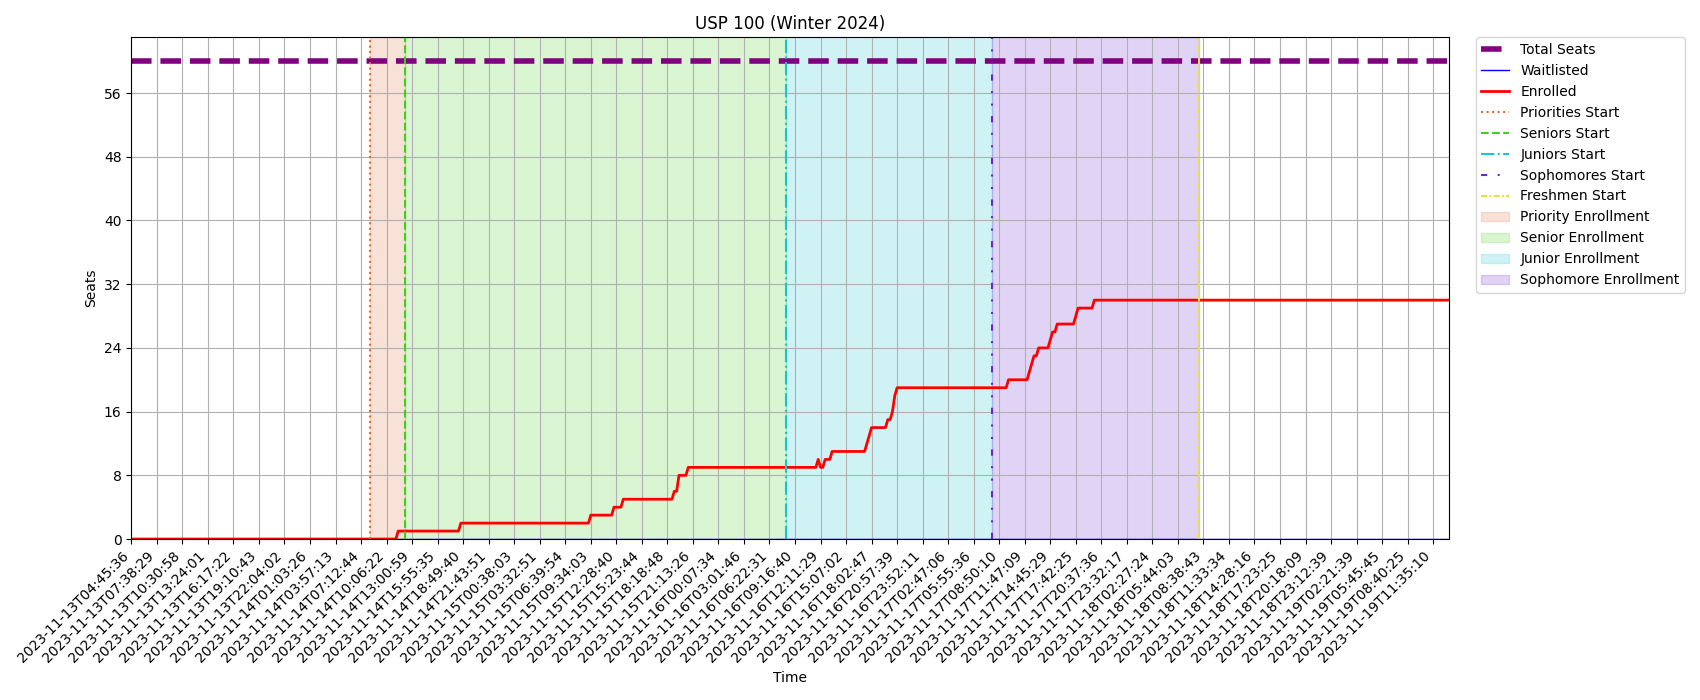 USP 100 (Winter 2024)
Seats
56
48
40
32
24
16
8
0
2023-11-13T04:45:36
2023-11-13T07:38:29
2023-11-13T10:30:58
2023-11-13T13:24:01
2023-11-13T16:17:22
2023-11-13T19:10:43
2023-11-13T22:04:02
2023-11-14T01:03:26
2023-11-14T03:57:13
2023-11-14T07:12:44
2023-11-14T10:06:22
2023-11-14T13:00:59
2023-11-14T15:55:35
2023-11-14T18:49:40
2023-11-14T21:43:51
2023-11-15T00:38:03
2023-11-15T03:32:51
2023-11-15T06:39:54
2023-11-15T09:34:03
2023-11-15T12:28:40
2023-11-15T15:23:44
2023-11-15T18:18:48
2023-11-15T21:13:26
2023-11-16T00:07:34
2023-11-16T03:01:46
2023-11-16T06:22:31
2023-11-16T09:16:40
2023-11-16T12:11:29
2023-11-16T15:07:02
2023-11-16T18:02:47
2023-11-16T20:57:39
2023-11-16T23:52:11
2023-11-17T02:47:06
2023-11-17T05:55:36
2023-11-17T08:50:10
2023-11-17T11:47:09
2023-11-17T14:45:29
2023-11-17T17:42:25
2023-11-17T20:37:36
2023-11-17T23:32:17
2023-11-18T02:27:24
2023-11-18T05:44:03
2023-11-18T08:38:43
2023-11-18T11:33:34
2023-11-18T14:28:16
2023-11-18T17:23:25
2023-11-18T20:18:09
2023-11-18T23:12:39
2023-11-19T02:21:39
2023-11-19T05:45:45
2023-11-19T08:40:25
2023-11-19T11:35:10
Time
Total Seats
Waitlisted
Enrolled
Priorities Start
Seniors Start
Juniors Start
Sophomores Start
Freshmen Start
Priority Enrollment
Senior Enrollment
Junior Enrollment
Sophomore Enrollment